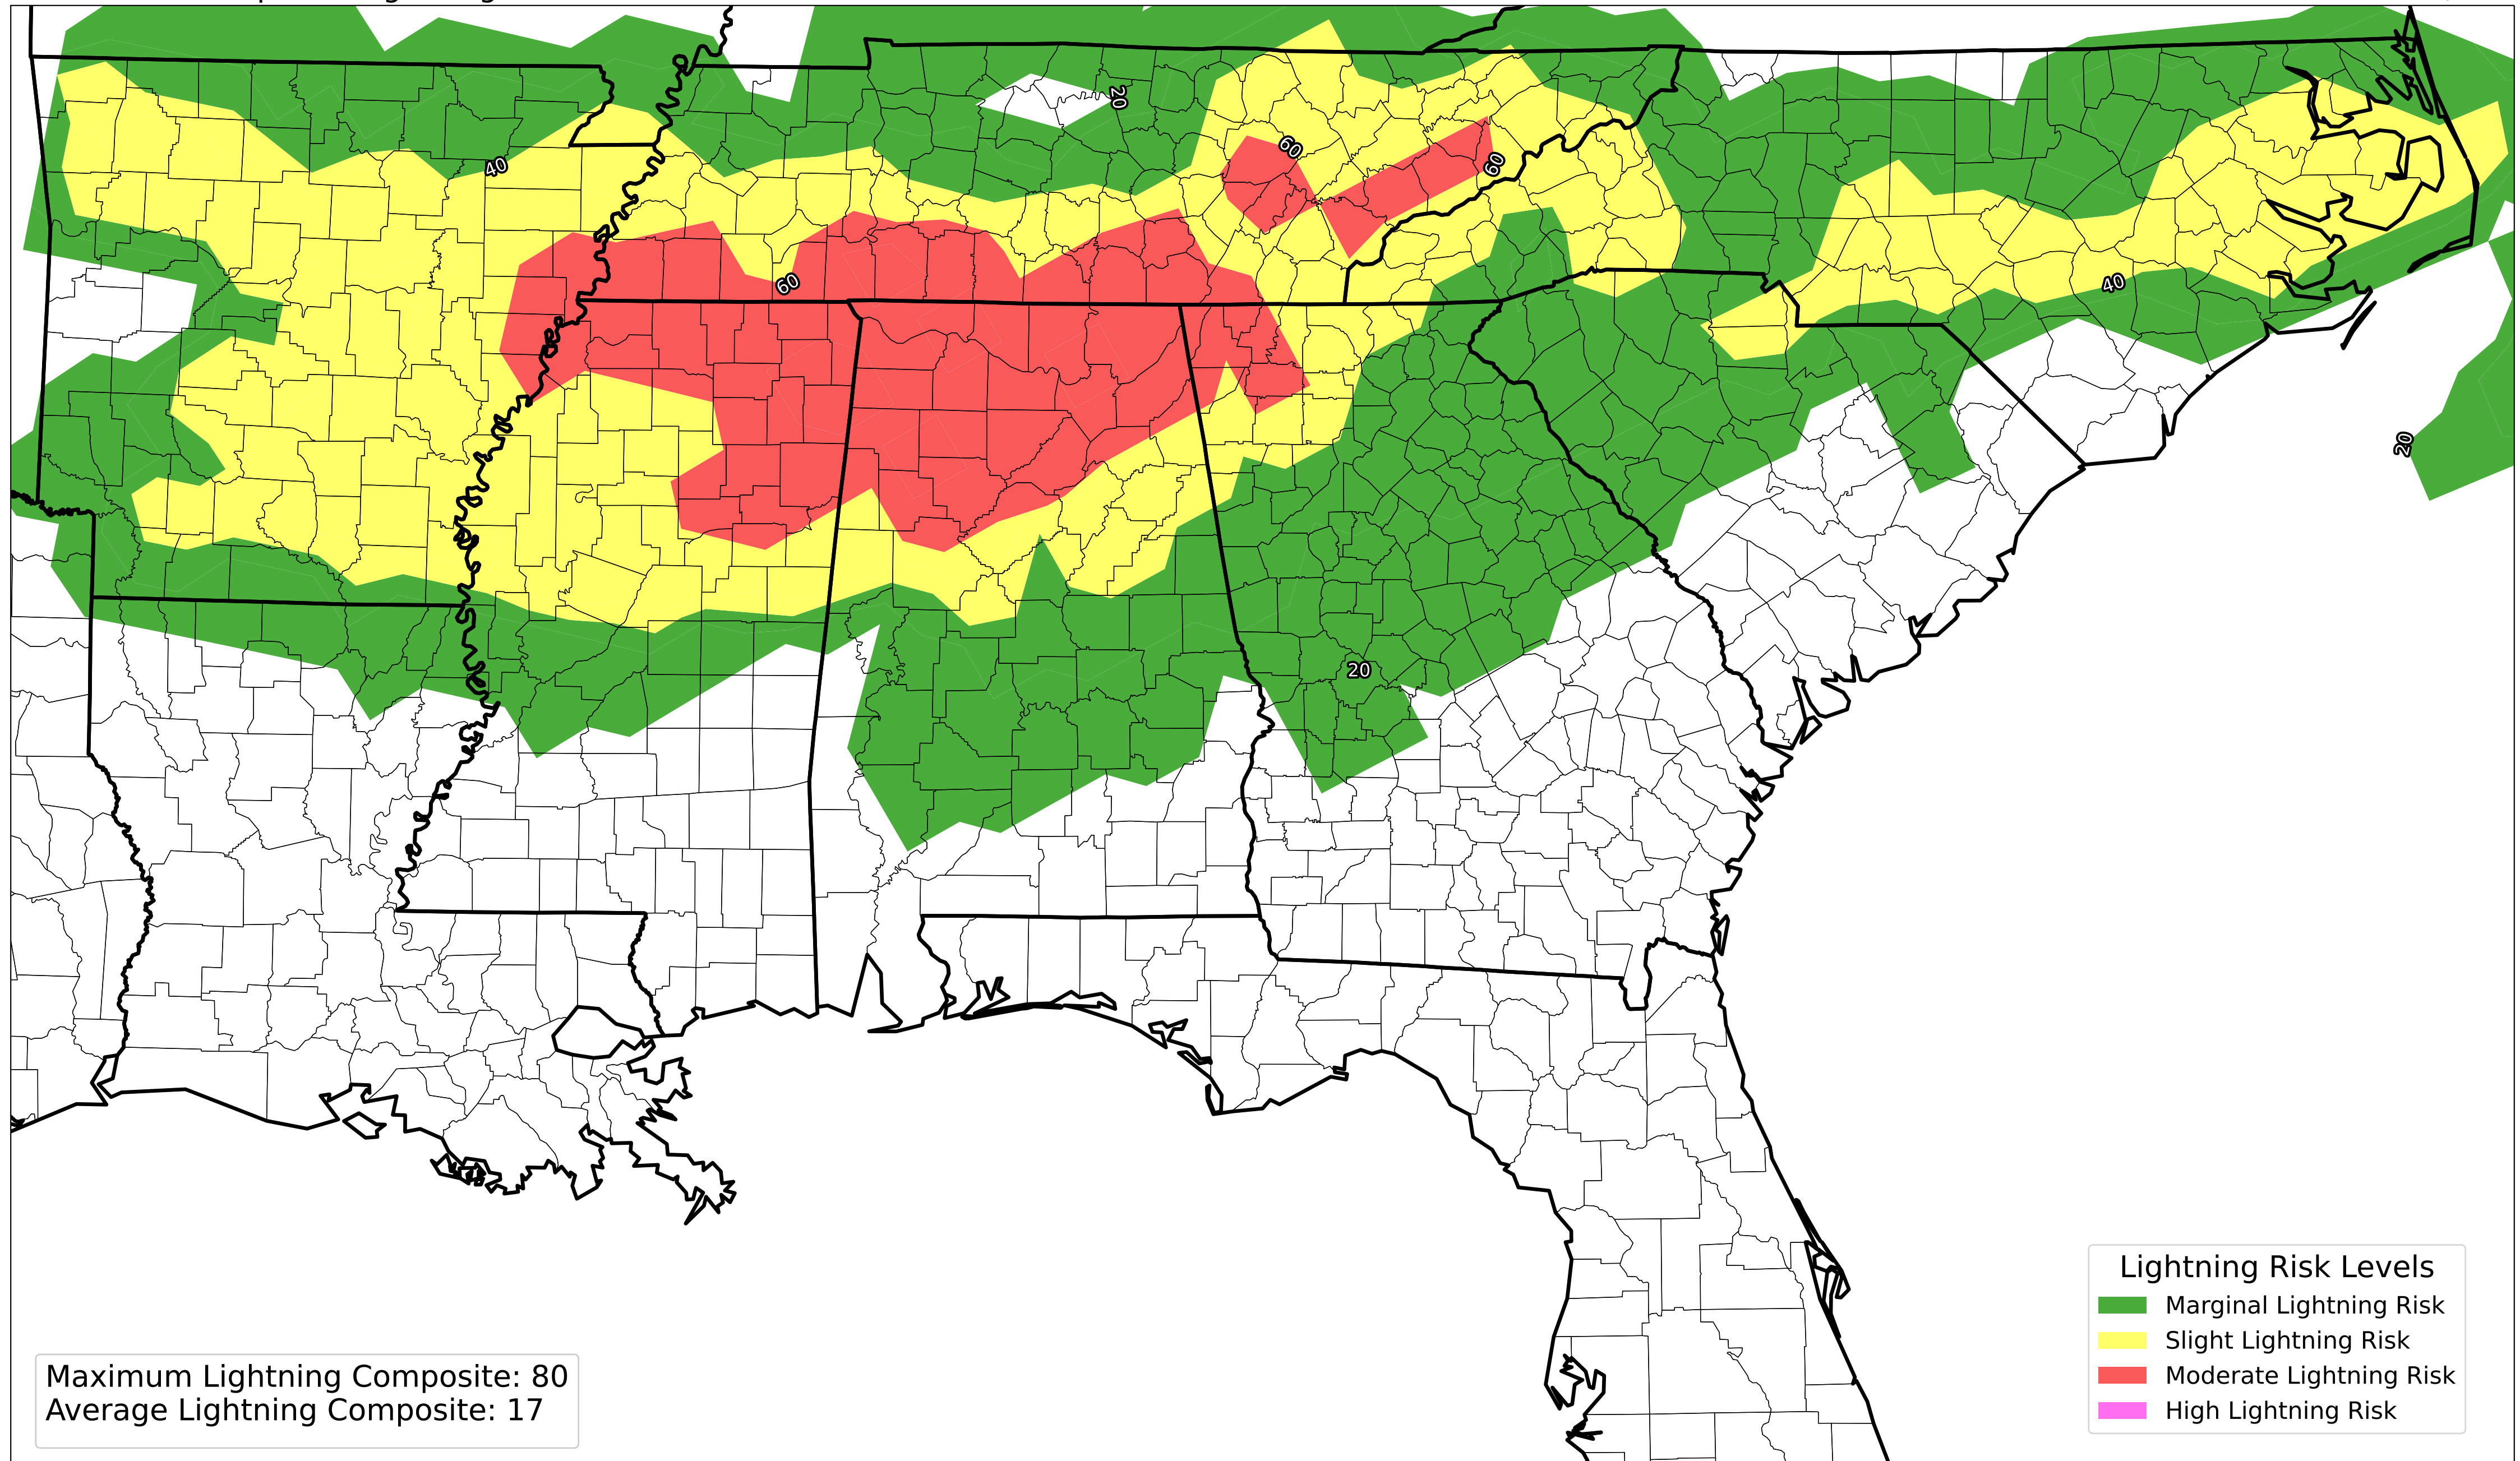 20
60
40
60
60
40
20
20
Lightning Risk Levels
Marginal Lightning Risk
Slight Lightning Risk
Moderate Lightning Risk
High Lightning Risk
Maximum Lightning Composite: 80
Average Lightning Composite: 17